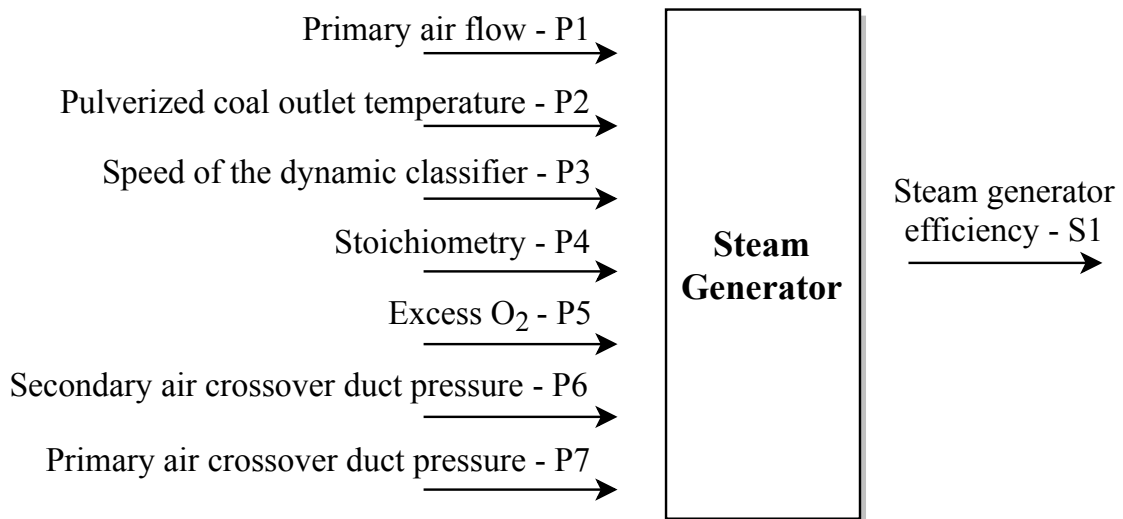 Primary air flow - P1
Pulverized coal outlet temperature - P2
Speed of the dynamic classifier - P3
Stoichiometry - P4
Excess O2 - P5
Secondary air crossover duct pressure - P6
Primary air crossover duct pressure - P7
Steam
Generator
Steam generator
efficiency - S1